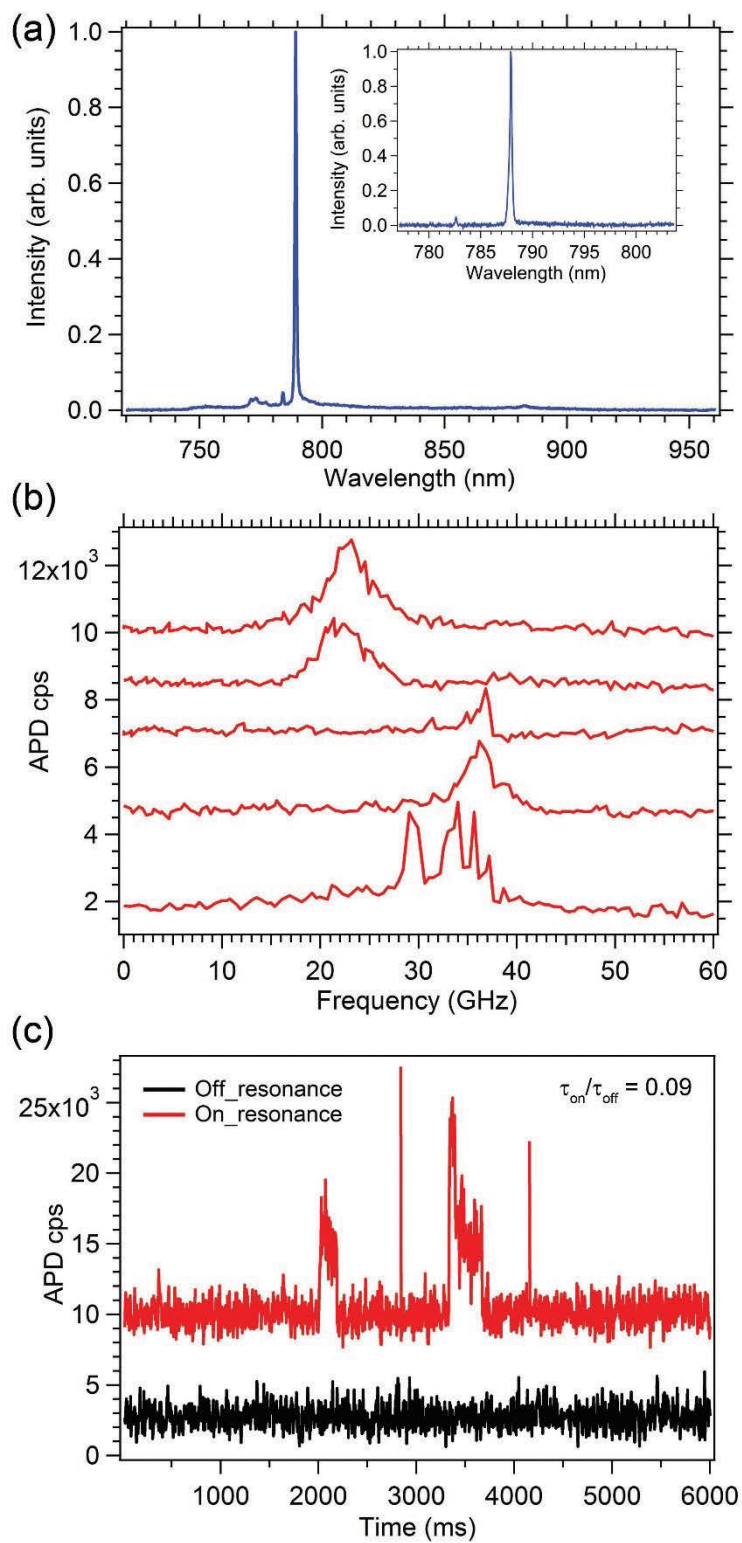 (a)
1.0
0.8
0.6
0.4
0.2
0.0
Intensity (arb. units)
750
800
850
900
950
Wavelength (nm)
1.0
0.8
0.6
0.4
0.2
0.0
Intensity (arb. units)
780
785
790
795
800
Wavelength (nm)
(b)
12x10³
10
8
6
4
2
APD cps
0
10
20
30
40
50
60
Frequency (GHz)
(c)
Off_resonance
On_resonance
τon/τoff = 0.09
25x10³
20
15
10
5
0
APD cps
1000
2000
3000
4000
5000
6000
Time (ms)